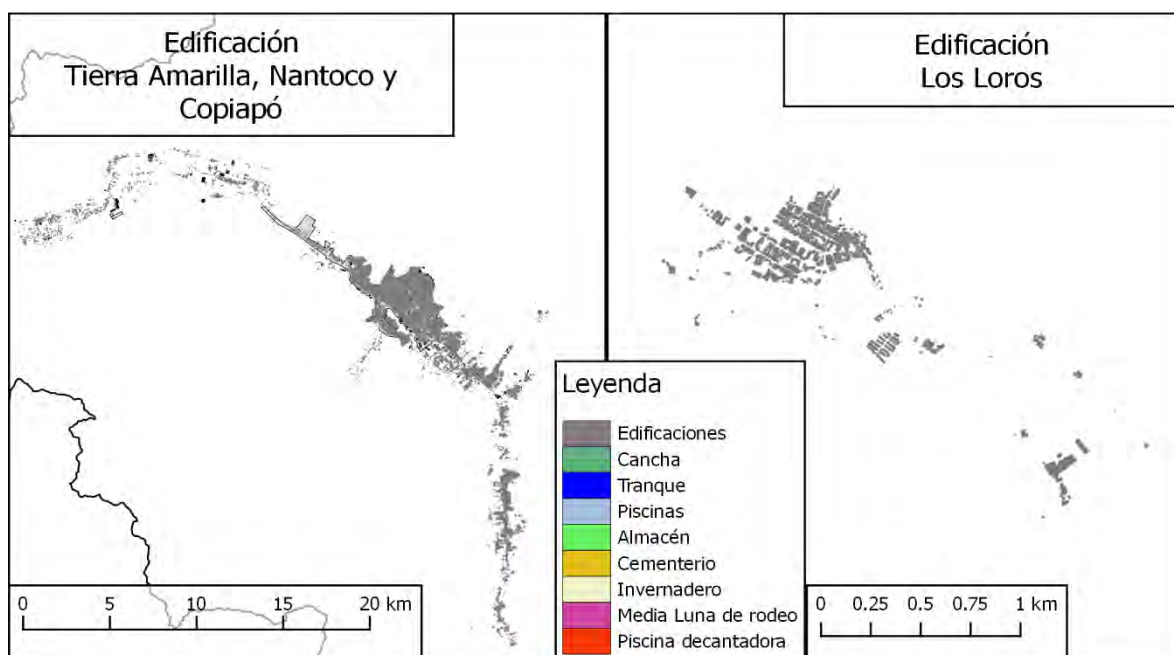 Edificación
Tierra Amarilla, Nantoco y
Copiapó
Edificación
Los Loros
Leyenda
Edificaciones
Cancha
Tranque
Piscinas
Almacén
Cementerio
Invernadero
Media Luna de rodeo
Piscina decantadora
0 5 10 15 20 km
0 0.25 0.5 0.75 1 km